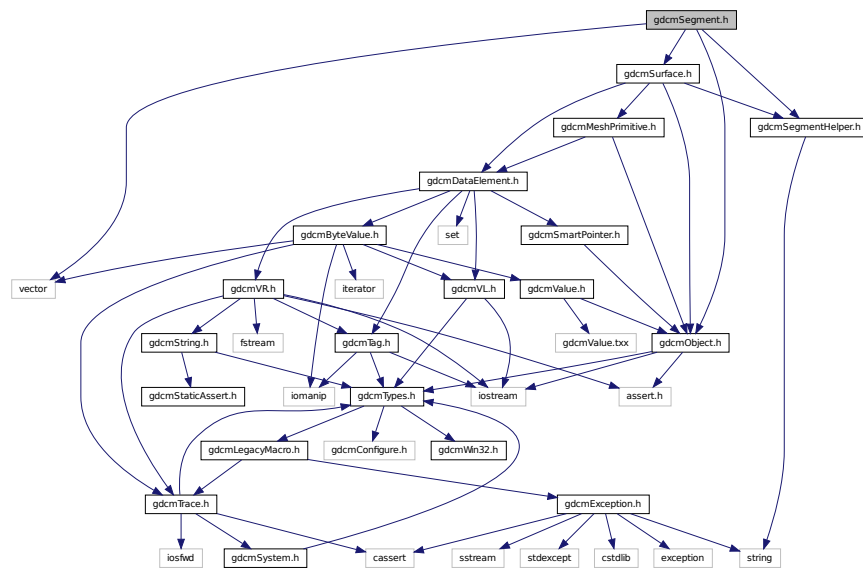 gdcmSegment.h
gdcmSurface.h
gdcmMeshPrimitive.h
gdcmSegmentHelper.h
gdcmDataElement.h
gdcmByteValue.h
set
gdcmSmartPointer.h
vector
gdcmVR.h
iterator
gdcmVL.h
gdcmValue.h
gdcmString.h
fstream
gdcmTag.h
gdcmValue.txx
gdcmObject.h
gdcmStaticAssert.h
iomanip
gdcmTypes.h
iostream
assert.h
gdcmLegacyMacro.h
gdcmConfigure.h
gdcmWin32.h
gdcmTrace.h
gdcmException.h
iosfwd
gdcmSystem.h
cassert
sstream
stdexcept
cstdlib
exception
string